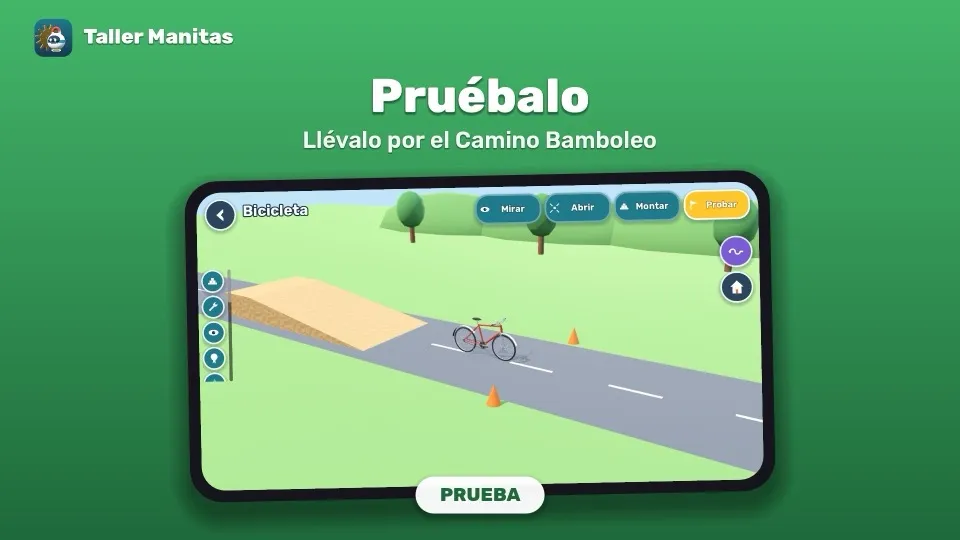 Taller Manitas
Pruébalo
Llévalo por el Camino Bamboleo
Bicicleta
Mirar
Abrir
Montar
Probar
PRUEBA